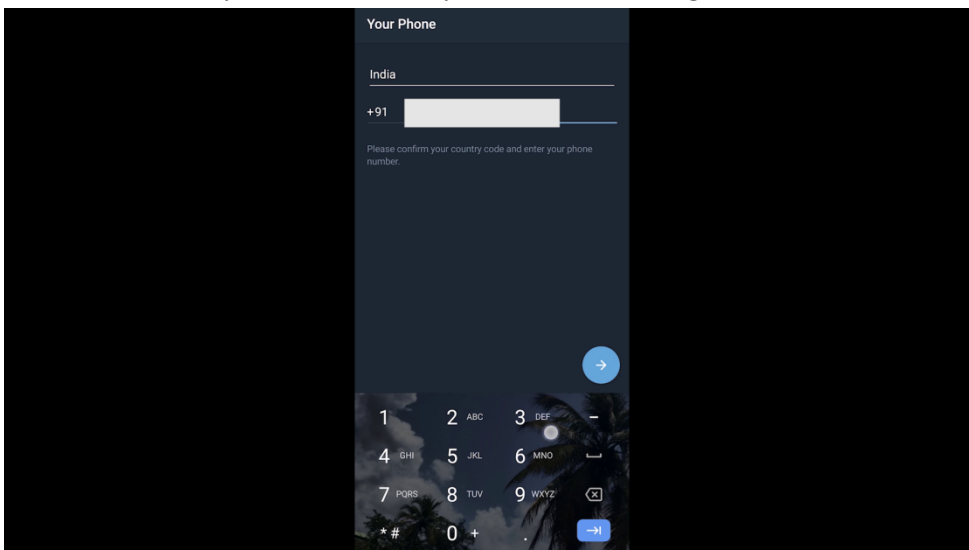 Your Phone
India
+91
Please confirm your country code and enter your phone
number.
1 2 ABC 3 DEF -
4 GHI 5 JKL 6 MNO
7 PQRS 8 TUV 9 WXYZ
* # 0 + .